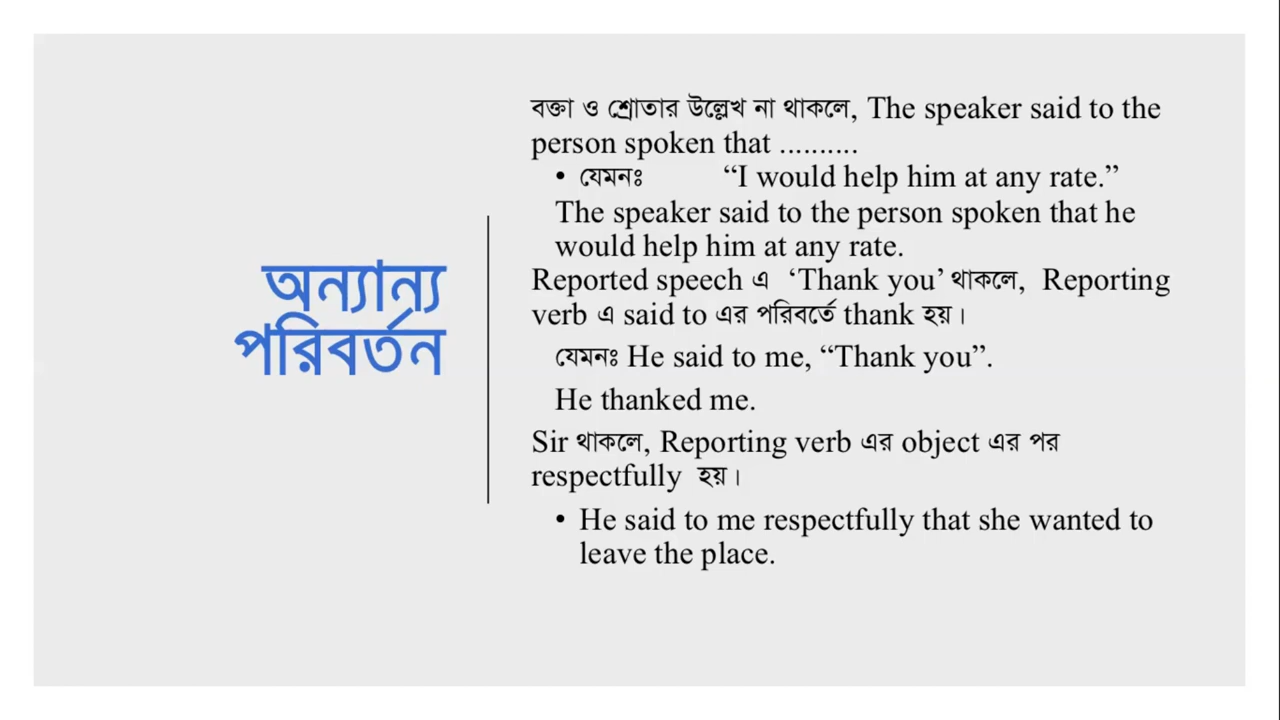 অন্যান্য
পরিবর্তন
বক্তা ও শ্রোতার উল্লেখ না থাকলে, The speaker said to the
person spoken that ..........
• যেমনঃ “I would help him at any rate.”
The speaker said to the person spoken that he
would help him at any rate.
Reported speech এ ‘Thank you’ থাকলে, Reporting
verb এ said to এর পরিবর্তে thank হয়।
যেমনঃ He said to me, “Thank you”.
He thanked me.
Sir থাকলে, Reporting verb এর object এর পর
respectfully হয়।
• He said to me respectfully that she wanted to
leave the place.